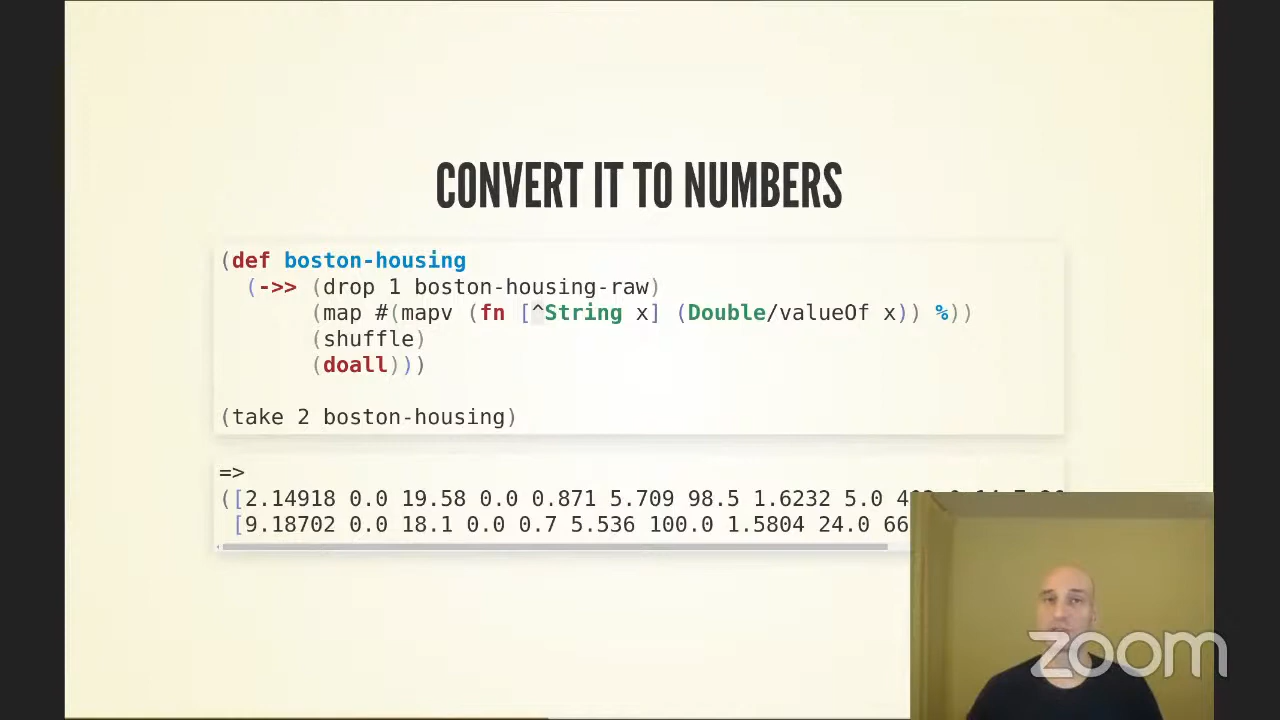 CONVERT IT TO NUMBERS
(def boston-housing
(->> (drop 1 boston-housing-raw)
(map #(mapv (fn [^String x] (Double/valueOf x)) %))
(shuffle)
(doall)))
(take 2 boston-housing)
=>
([2.14918 0.0 19.58 0.0 0.871 5.709 98.5 1.6232 5.0
[9.18702 0.0 18.1 0.0 0.7 5.536 100.0 1.5804 24.0
zoom